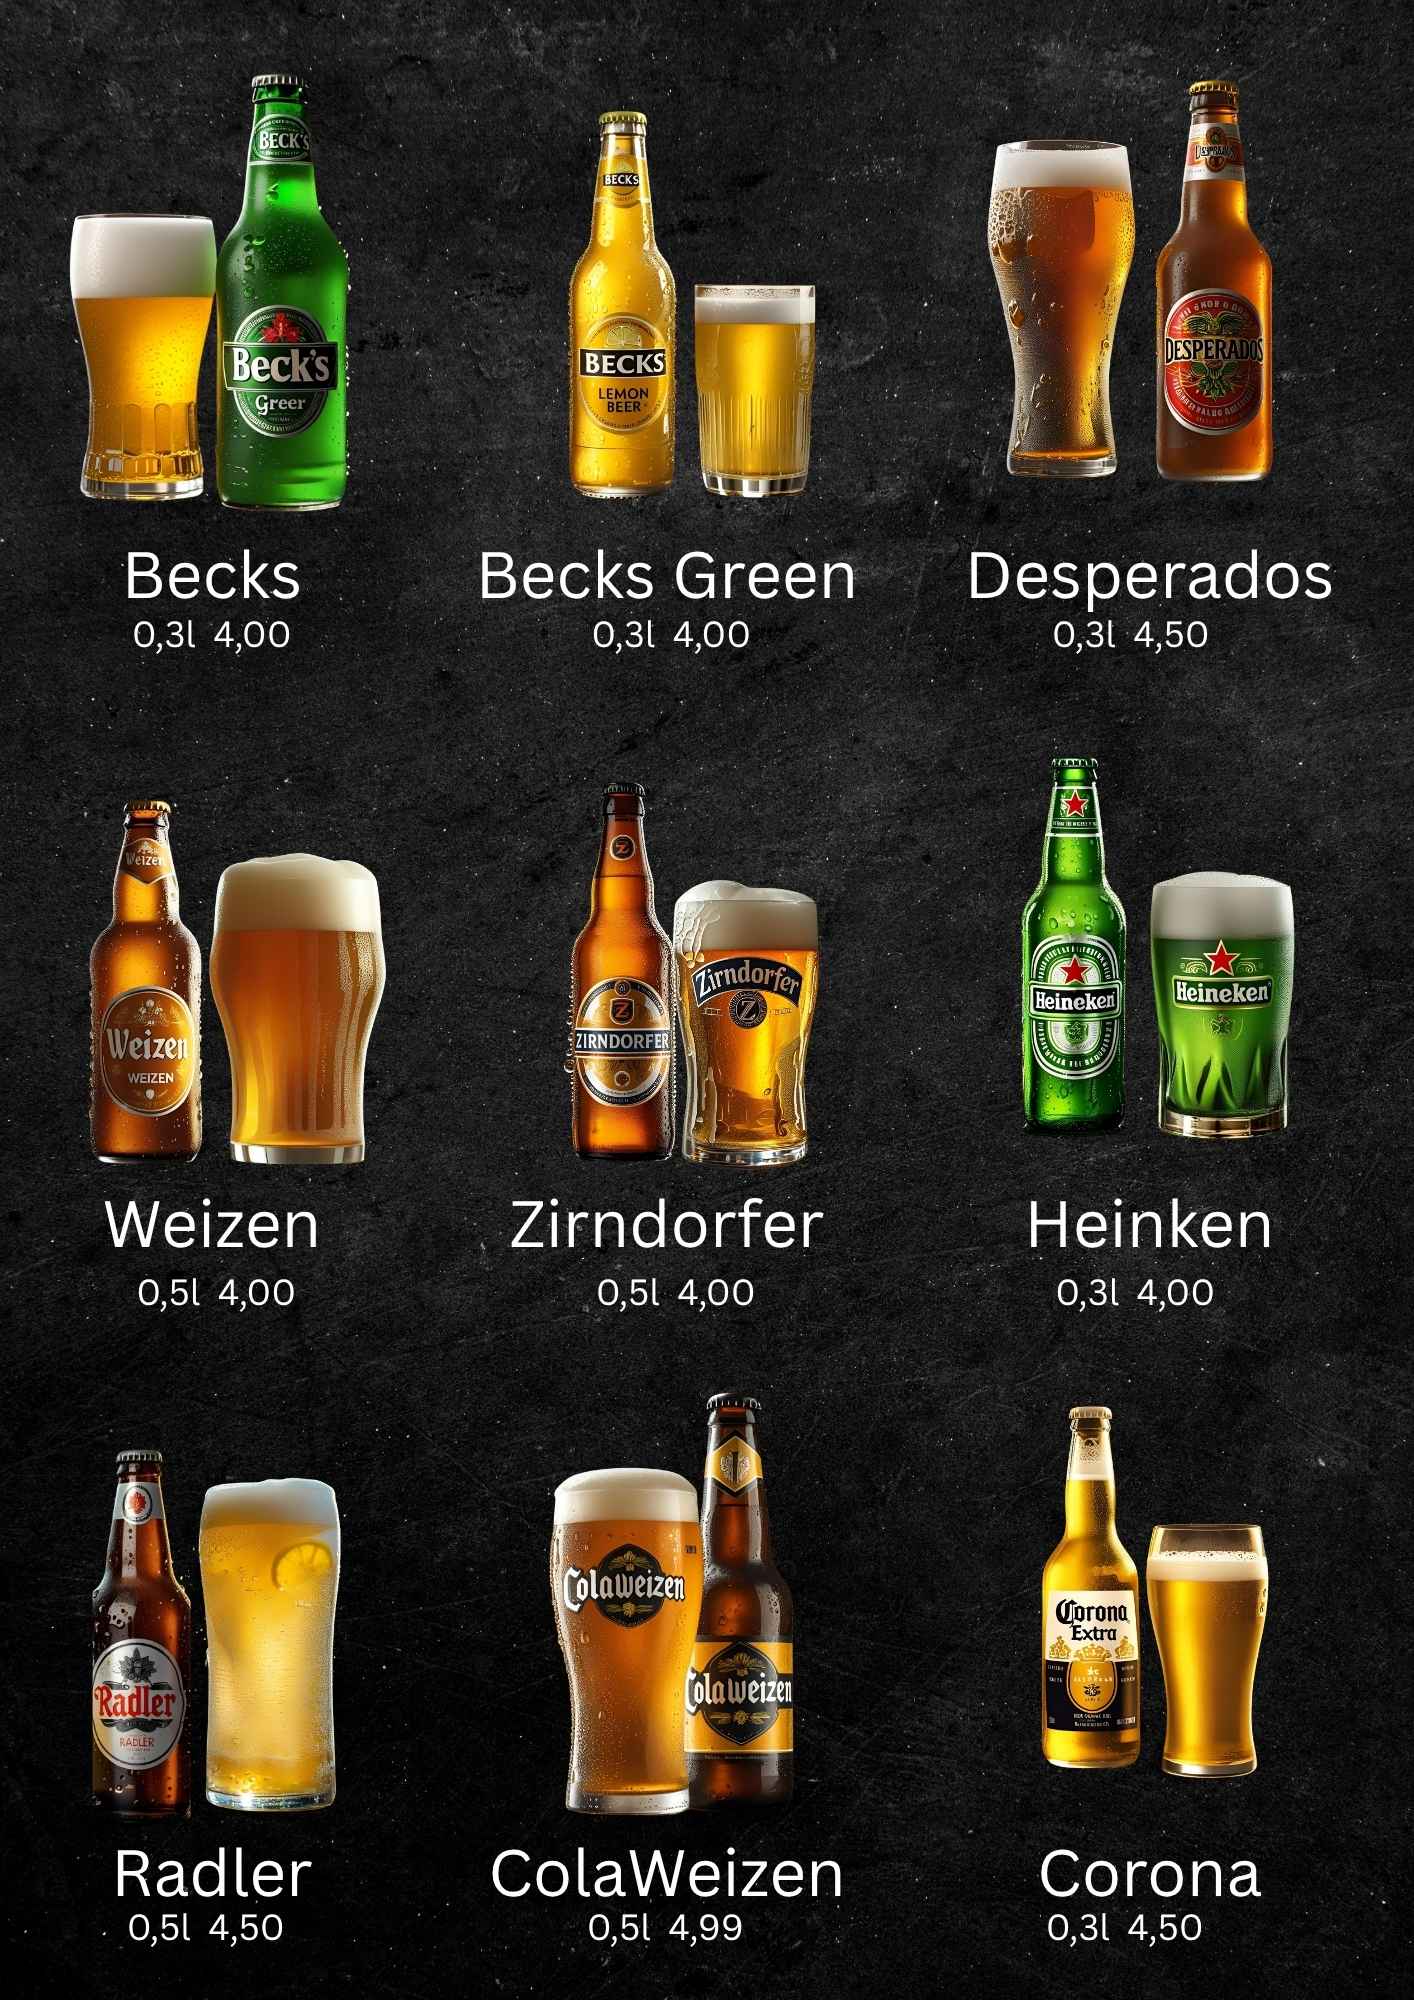 BECK'S
BECKS
Beck's
Greer
BECKS
LEMON
BEER
DESPERADOS
Becks
Becks Green
Desperados
0,3l 4,00
0,3l 4,00
0,3l 4,50
Weizen
Weizen
WEIZEN
Z
Z
ZIRNDORFER
Zirndorfer
Z
Heineken
Heineken
Weizen
Zirndorfer
Heinken
0,5l 4,00
0,5l 4,00
0,3l 4,00
Radler
RADLER
ColaWeizen
ColaWeizen
Corona
Extra
Radler
ColaWeizen
Corona
0,5l 4,50
0,5l 4,99
0,3l 4,50